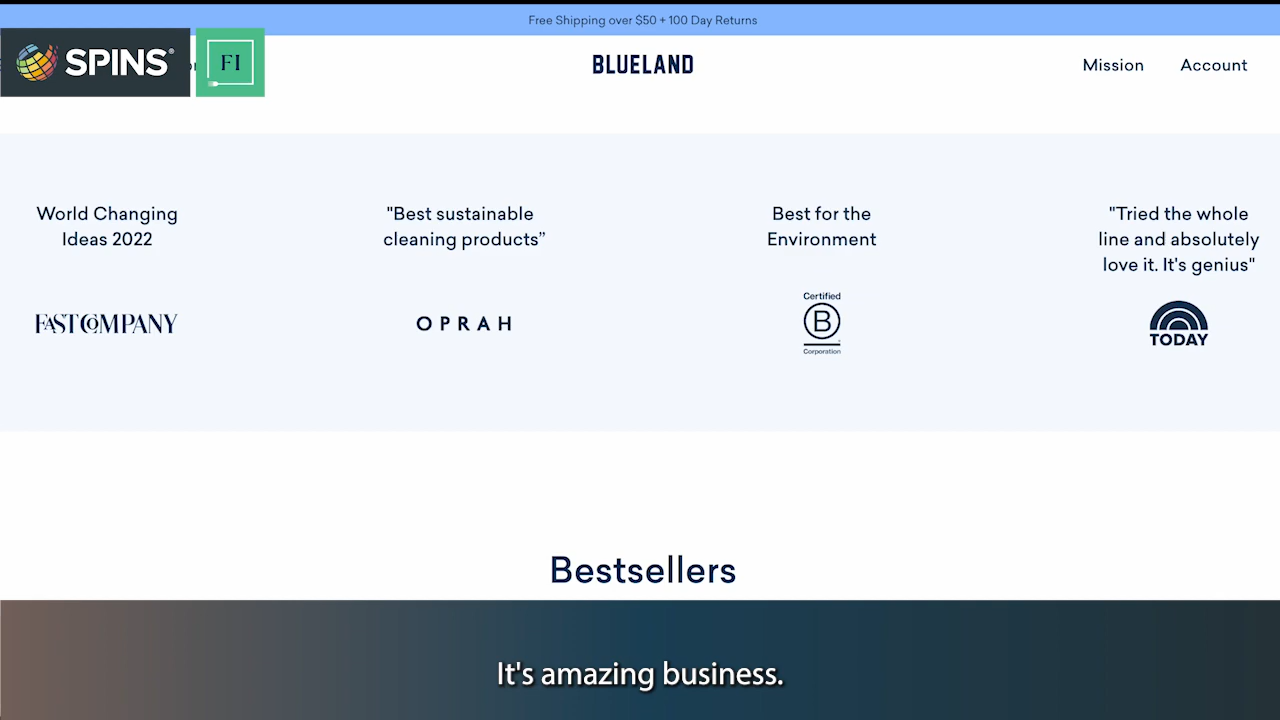 Free Shipping over $50 + 100 Day Returns
SPINS®
FI
BLUELAND
Mission
Account
World Changing
Ideas 2022
FAST COMPANY
"Best sustainable
cleaning products”
OPRAH
Best for the
Environment
Certified
B
Corporation
"Tried the whole
line and absolutely
love it. It's genius"
TODAY
Bestsellers
It's amazing business.